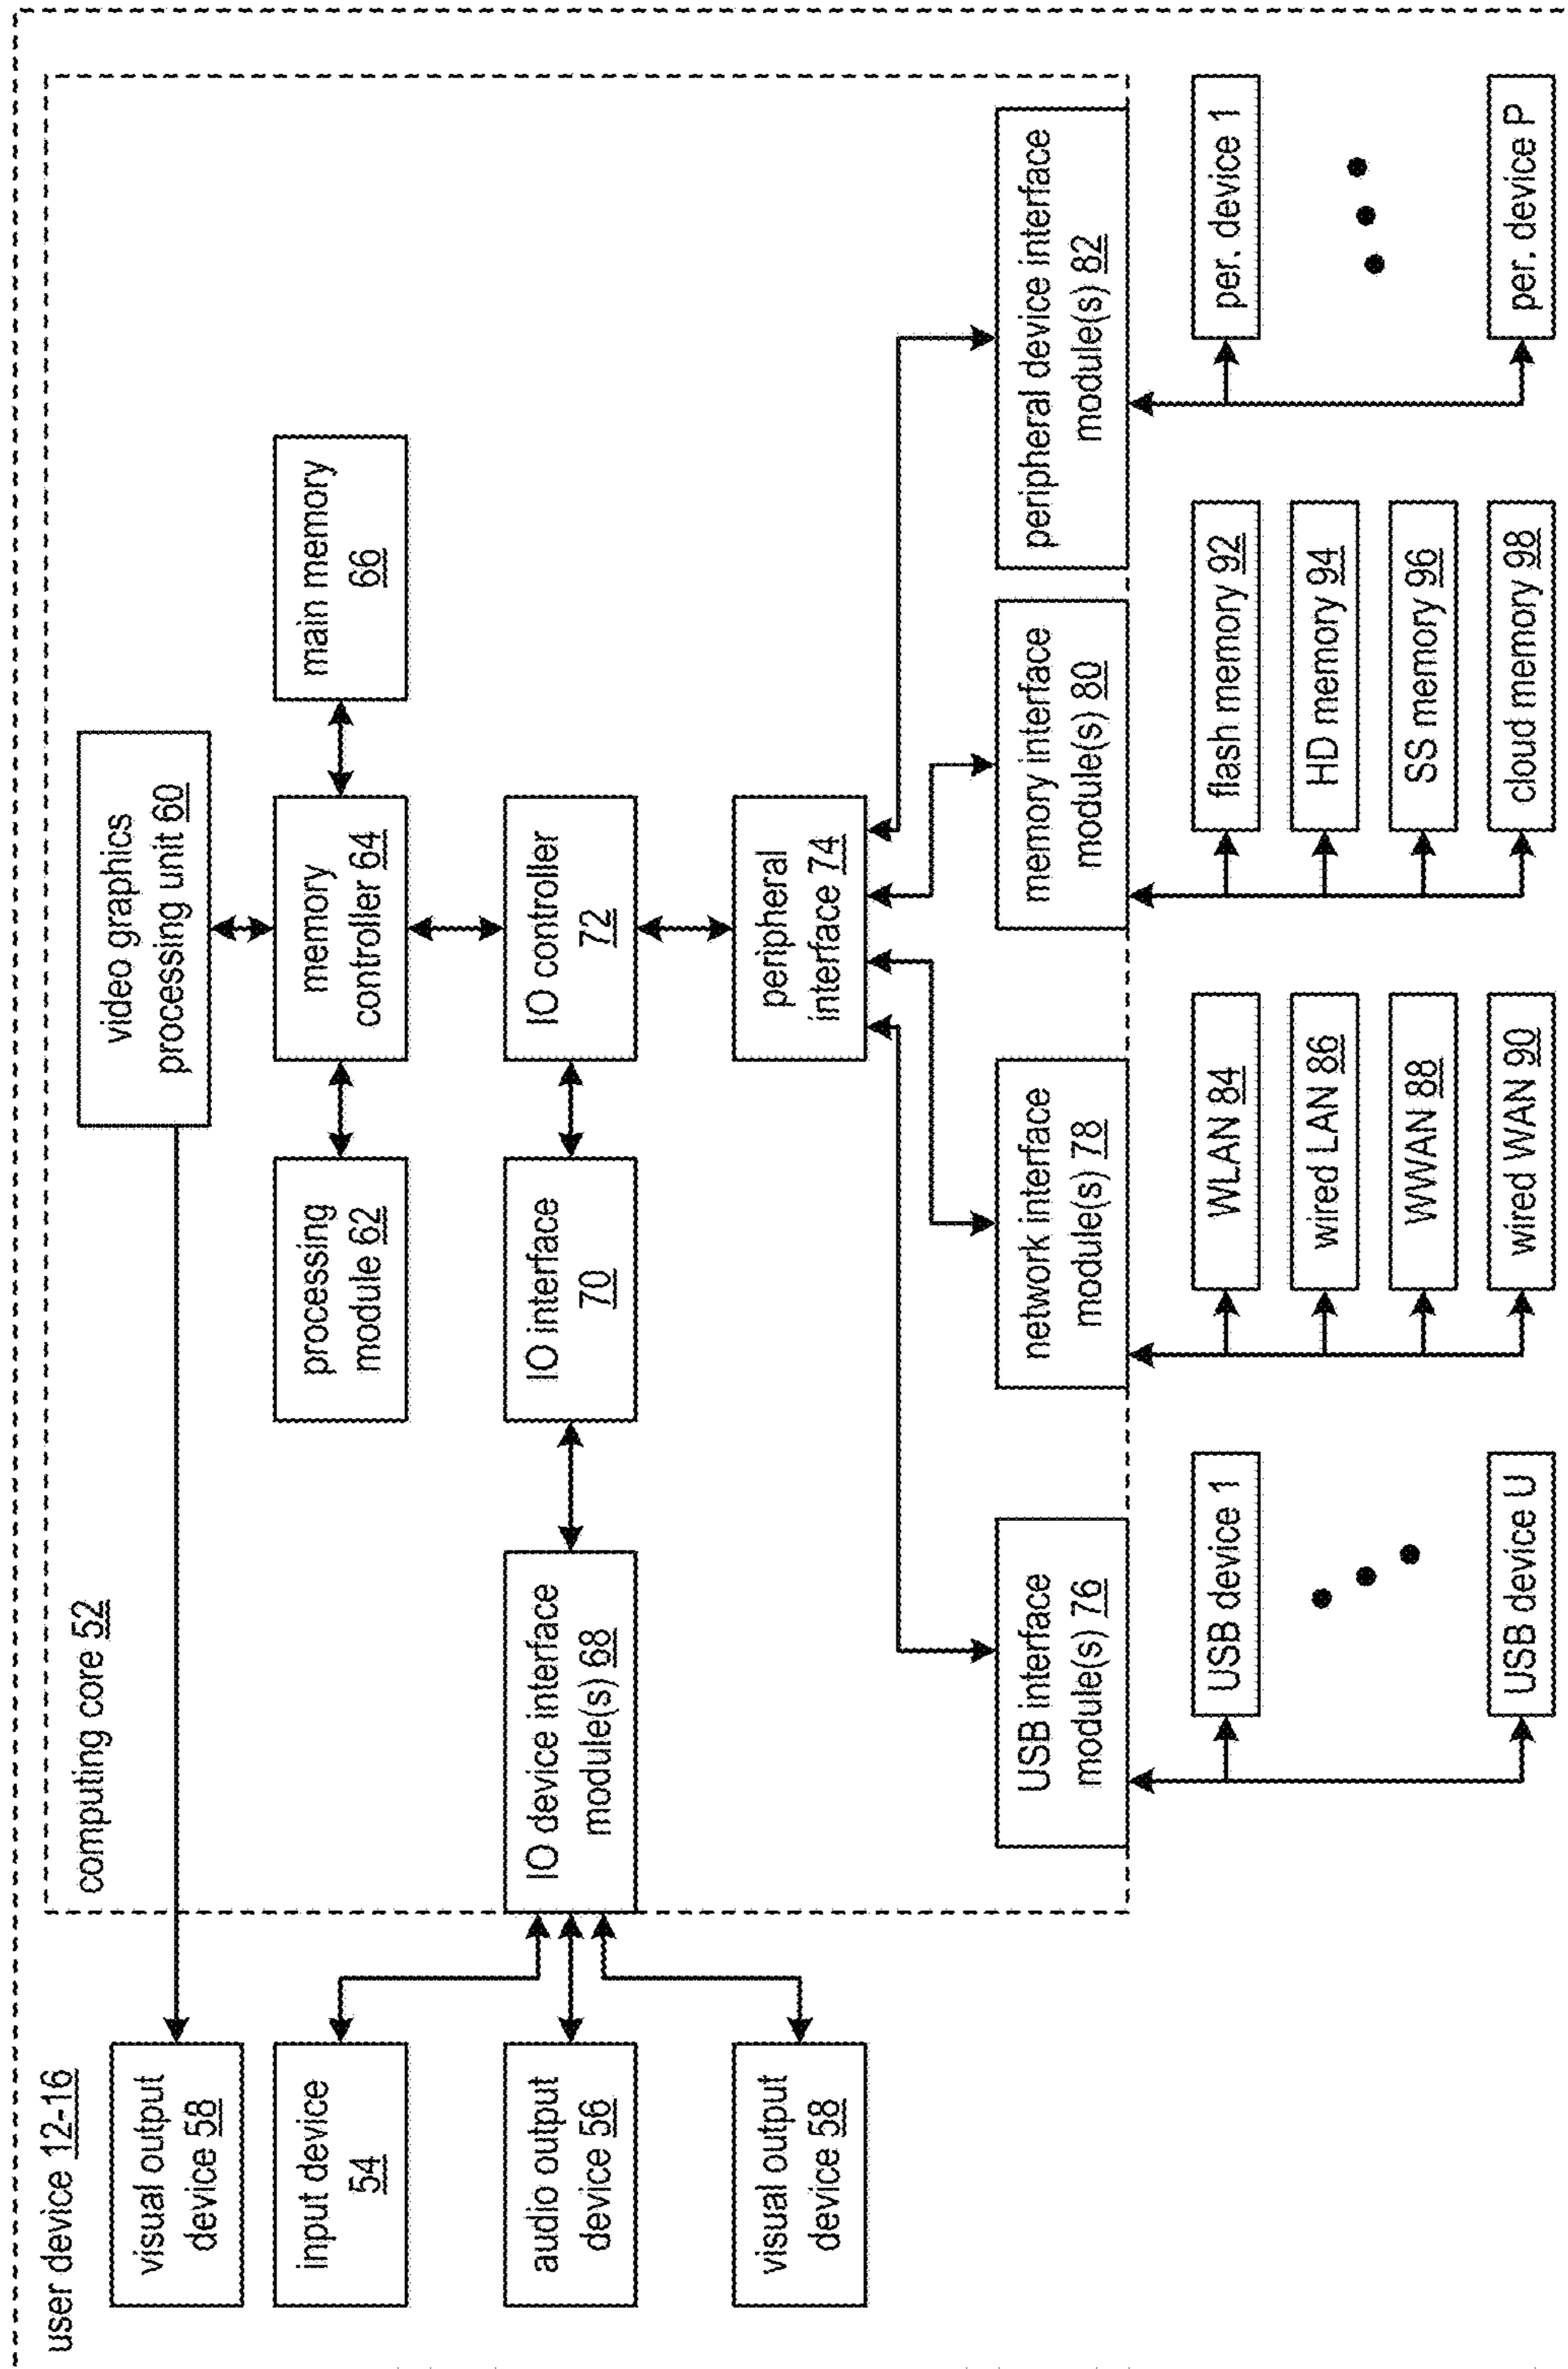 user device 12-16
computing core 52
visual output
device 58
input device
54
audio output
device 56
visual output
device 58
video graphics
processing unit 60
processing
module 62
memory
controller 64
main memory
66
IO device interface
module(s) 68
IO interface
70
IO controller
72
peripheral
interface 74
USB interface
module(s) 76
network interface
module(s) 78
memory interface
module(s) 80
peripheral device interface
module(s) 82
USB device 1
USB device U
WLAN 84
wired LAN 86
WWAN 88
wired WAN 90
flash memory 92
HD memory 94
SS memory 96
cloud memory 98
per. device 1
per. device P